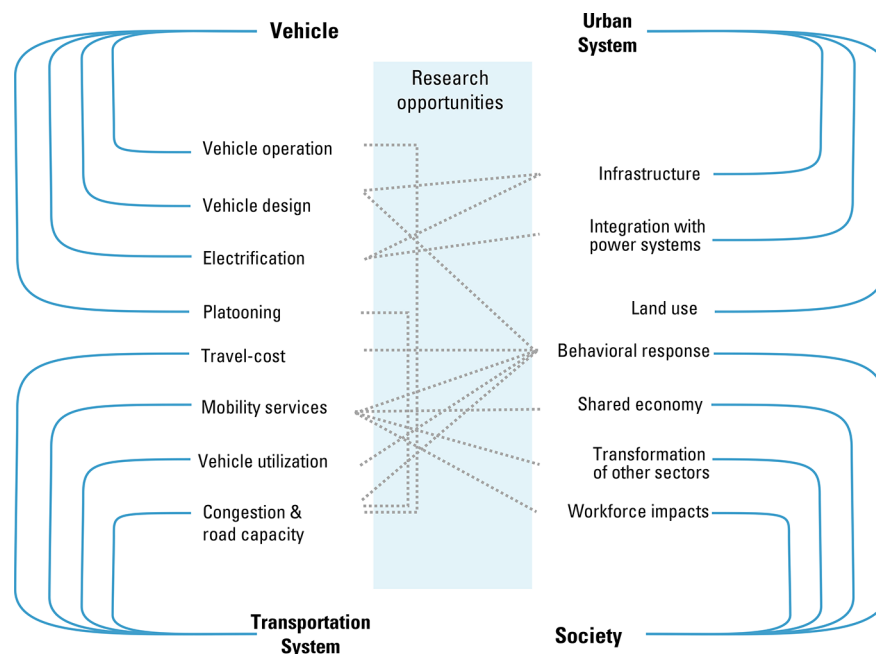 Vehicle
Urban
System
Research
opportunities
Vehicle operation
Vehicle design
Electrification
Platooning
Travel-cost
Mobility services
Vehicle utilization
Congestion &
road capacity
Infrastructure
Integration with
power systems
Land use
Behavioral response
Shared economy
Transformation
of other sectors
Workforce impacts
Transportation
System
Society